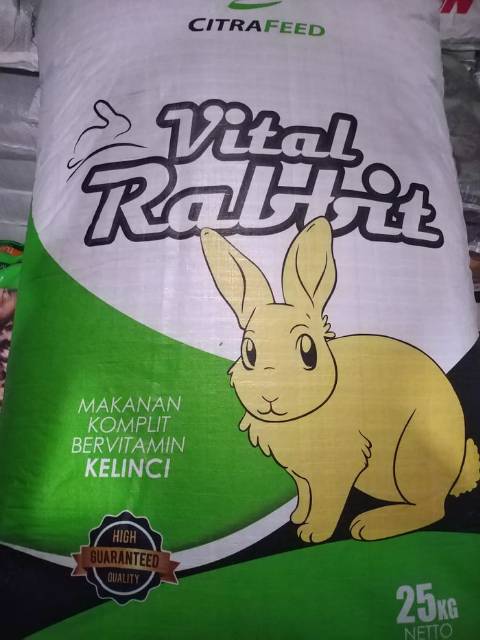 CITRAFEED
Vital
Rabbit
MAKANAN
KOMPLIT
BERVITAMIN
KELINCI
HIGH
GUARANTEED
QUALITY
25KG
NETTO